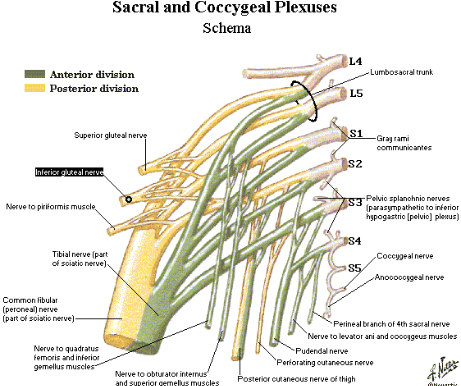 Sacral and Coccygeal Plexuses
Schema
Anterior division
Posterior division
L4
Lumbosacral trunk
L5
Superior gluteal nerve
S1
Gray rami
communicantes
Inferior gluteal nerve
S2
Nerve to piriformis muscle
S3
Pelvic splanchnic nerves
(parasympathetic to inferior
hypogastric [pelvic] plexus)
Tibial nerve (part
of sciatic nerve)
S4
Coccygeal nerve
S5
Anococcygeal nerve
Common fibular
(peroneal) nerve
(part of sciatic nerve)
Perineal branch of 4th sacral nerve
Nerve to levator ani and coccygeus muscles
Nerve to quadratus
femoris and inferior
gemellus muscles
Pudendal nerve
Perforating cutaneous nerve
Nerve to obturator internus
and superior gemellus muscles
Posterior cutaneous nerve of thigh